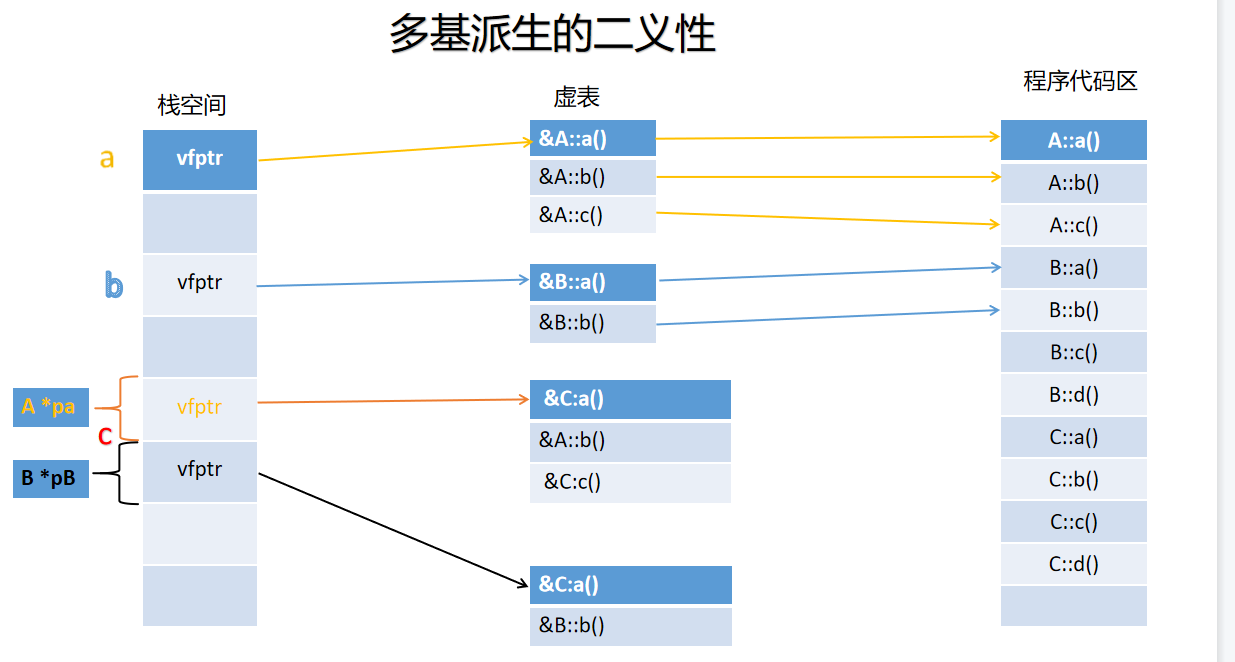 多基派生的二义性
栈空间
虚表
程序代码区
a
vfptr
&A::a()
&A::b()
&A::c()
b
vfptr
&B::a()
&B::b()
A *pa
C
B *pB
vfptr
vfptr
&C:a()
&A::b()
&C:c()
&C:a()
&B::b()
A::a()
A::b()
A::c()
B::a()
B::b()
B::c()
B::d()
C::a()
C::b()
C::c()
C::d()